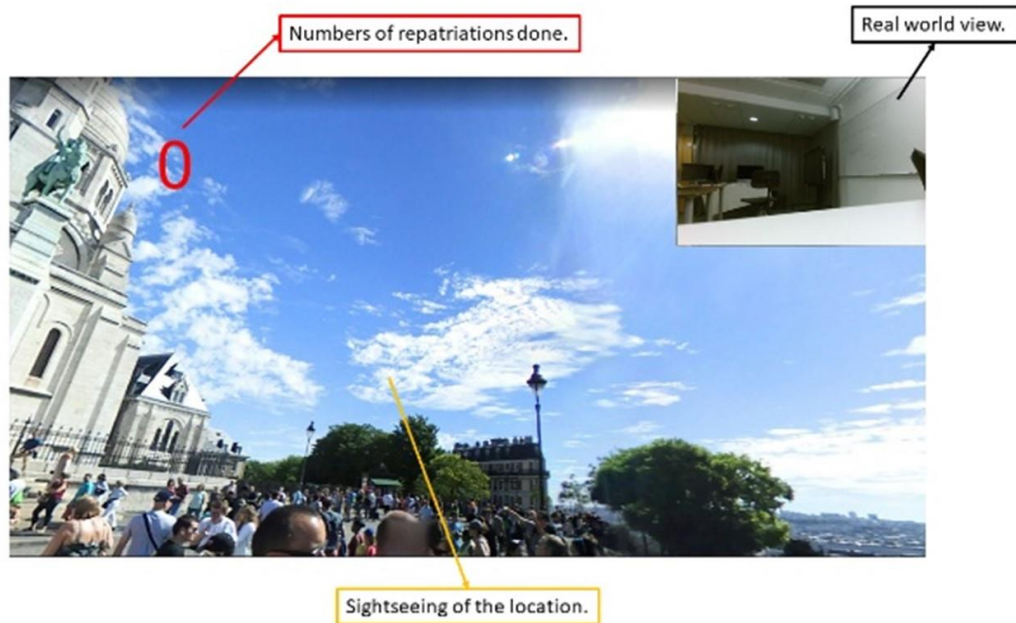 Numbers of repatriations done.
Real world view.
0
Sightseeing of the location.